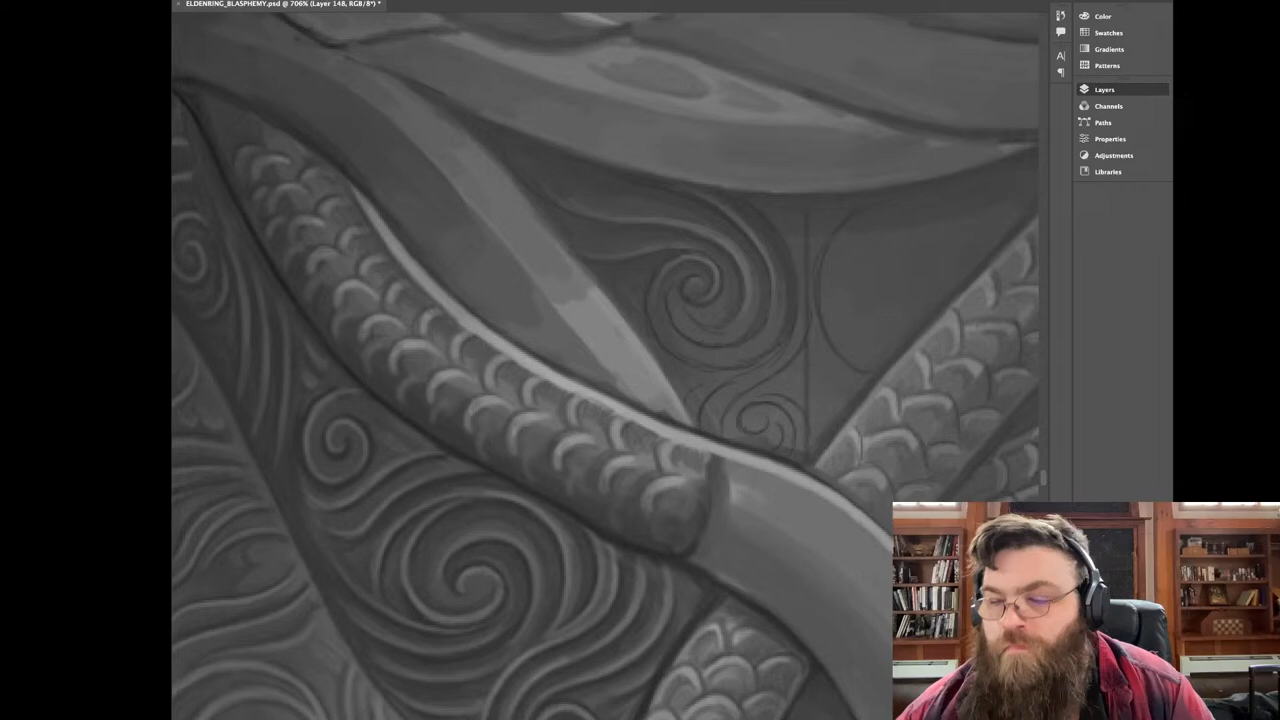 ELDENRING_BLASPHEMY.psd @ 706% (Layer 148, RGB/8*) *
Color
Swatches
Gradients
Patterns
Layers
Channels
Paths
Properties
Adjustments
Libraries